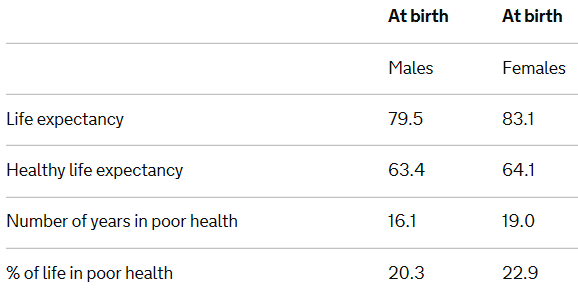 At birth At birth
Males Females
Life expectancy 79.5 83.1
Healthy life expectancy 63.4 64.1
Number of years in poor health 16.1 19.0
% of life in poor health 20.3 22.9